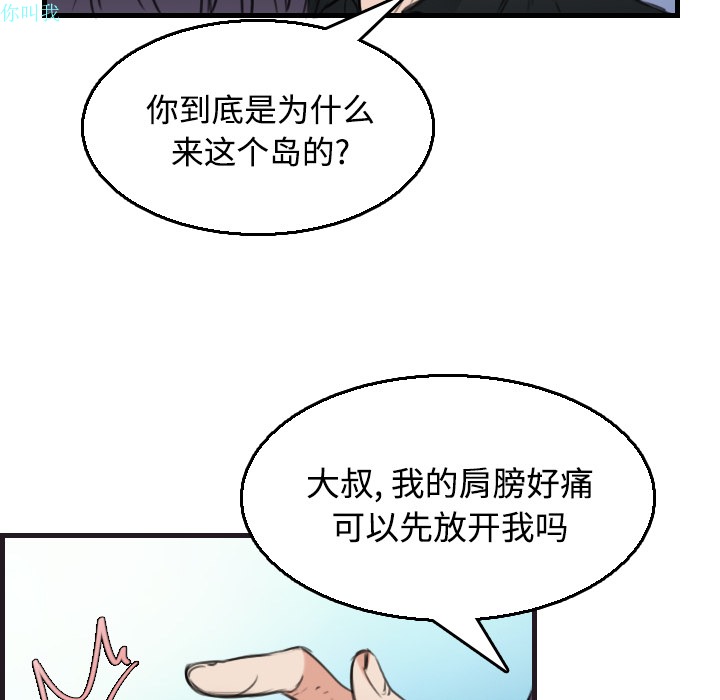 你叫我
你到底是为什么
来这个岛的?
大叔, 我的肩膀好痛
可以先放开我吗